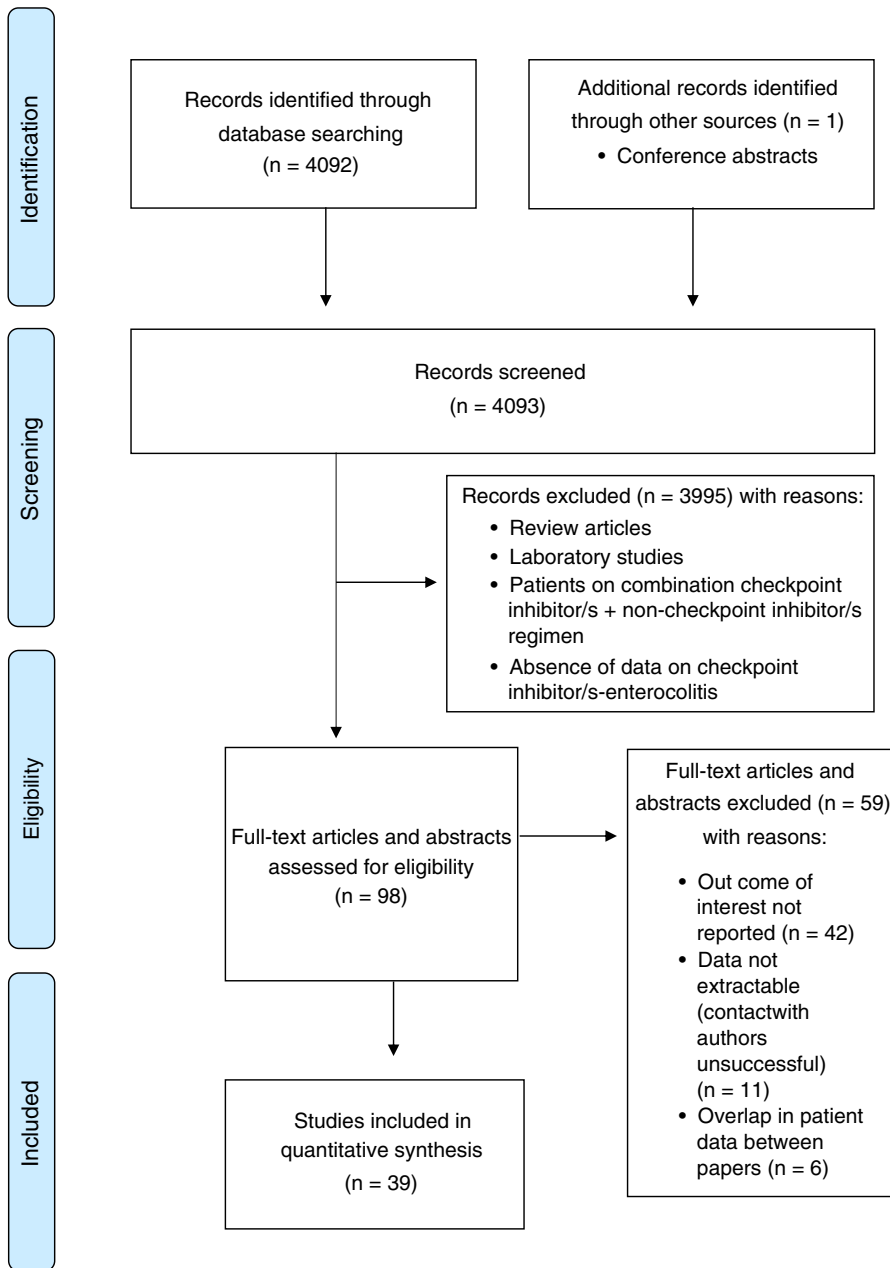 Identification
Records identified through
database searching
(n = 4092)
Additional records identified
through other sources (n = 1)
• Conference abstracts
Screening
Records screened
(n = 4093)
Records excluded (n = 3995) with reasons:
• Review articles
• Laboratory studies
• Patients on combination checkpoint
inhibitor/s + non-checkpoint inhibitor/s
regimen
• Absence of data on checkpoint
inhibitor/s-enterocolitis
Eligibility
Full-text articles and abstracts
assessed for eligibility
(n = 98)
Full-text articles and
abstracts excluded (n = 59)
with reasons:
• Out come of
interest not
reported (n = 42)
• Data not
extractable
(contactwith
authors
unsuccessful)
(n = 11)
• Overlap in patient
data between
papers (n = 6)
Included
Studies included in
quantitative synthesis
(n = 39)